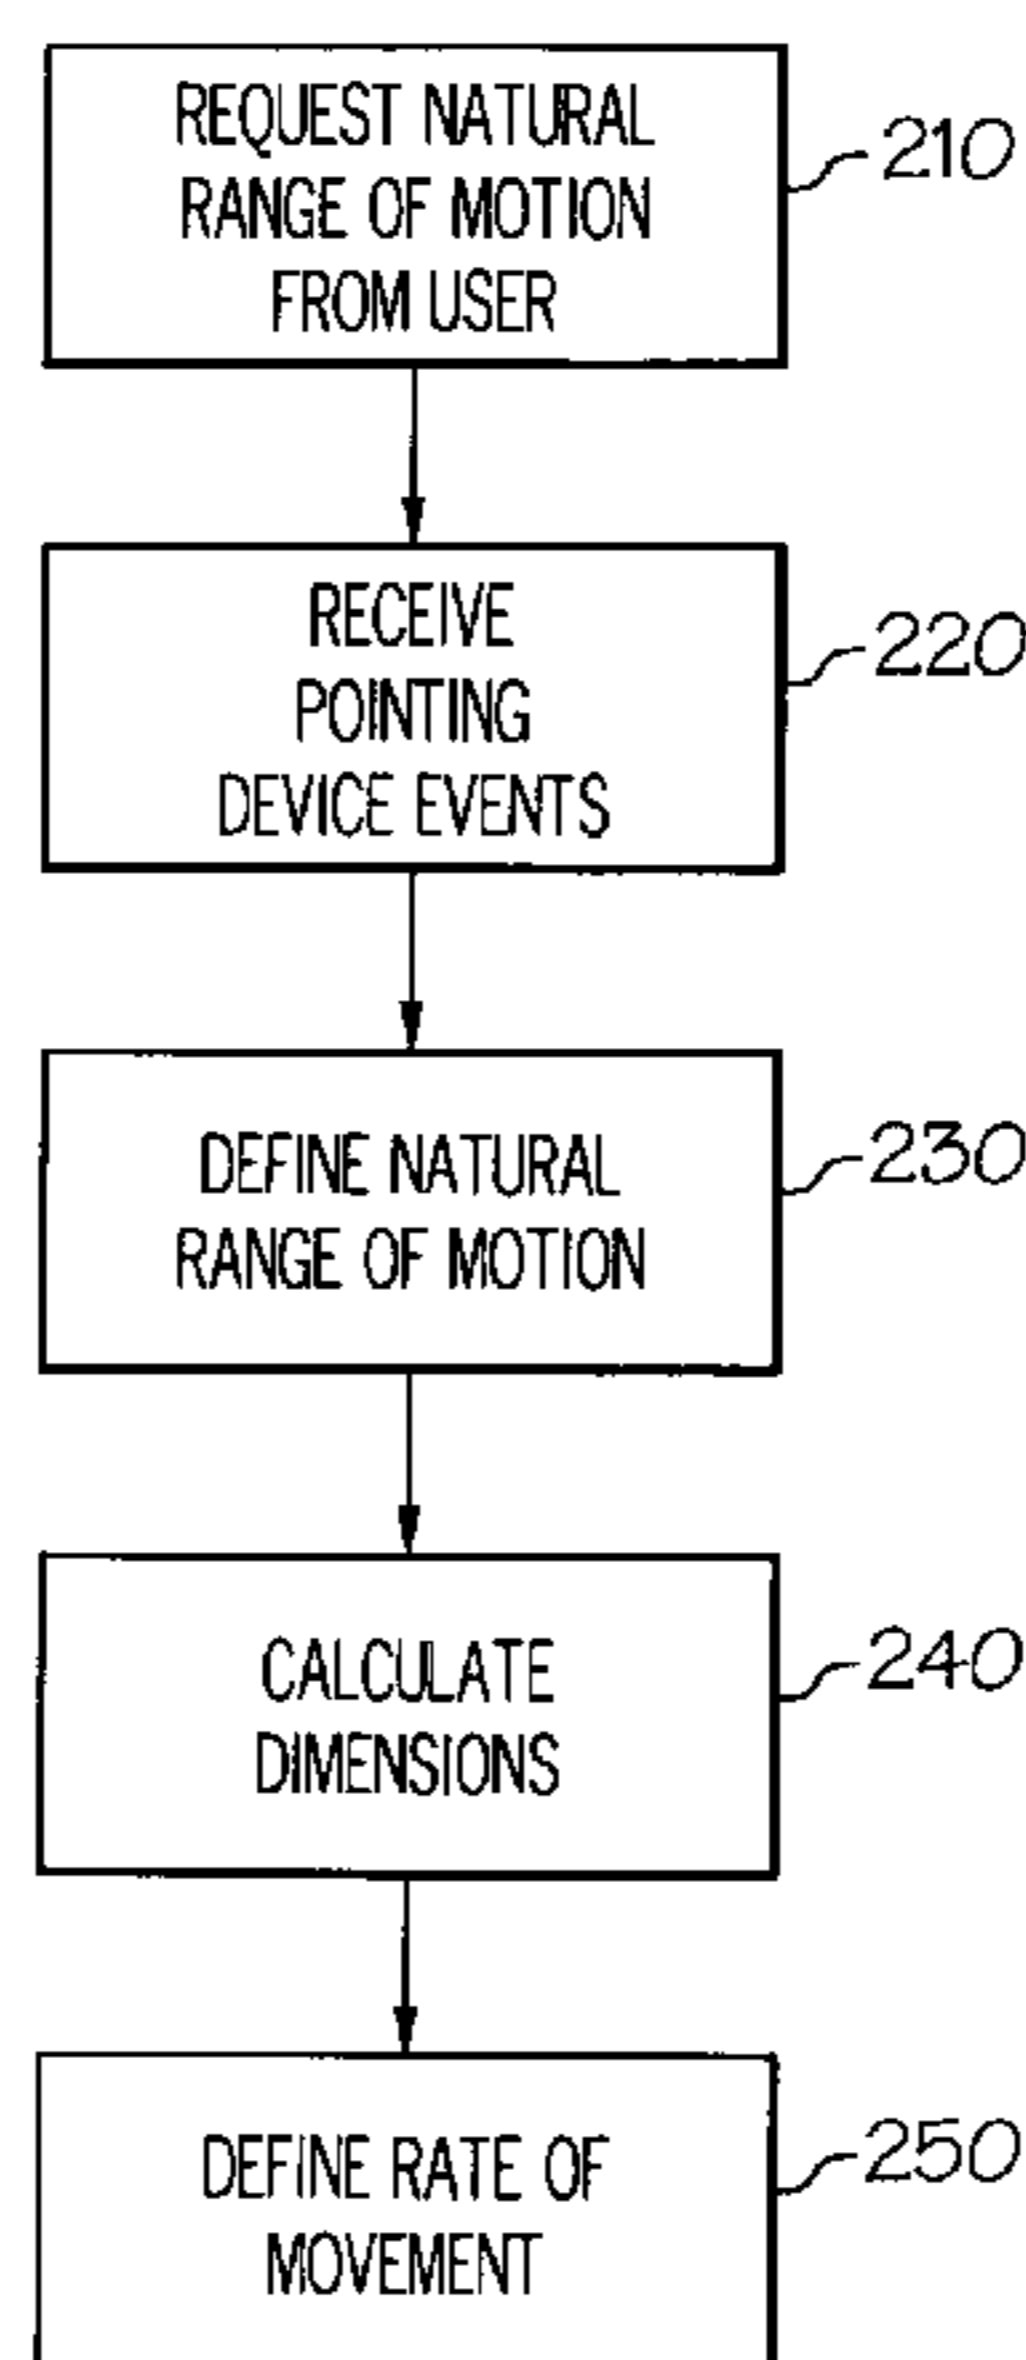 REQUEST NATURAL
RANGE OF MOTION
FROM USER
210
RECEIVE
POINTING
DEVICE EVENTS
220
DEFINE NATURAL
RANGE OF MOTION
230
CALCULATE
DIMENSIONS
240
DEFINE RATE OF
MOVEMENT
250